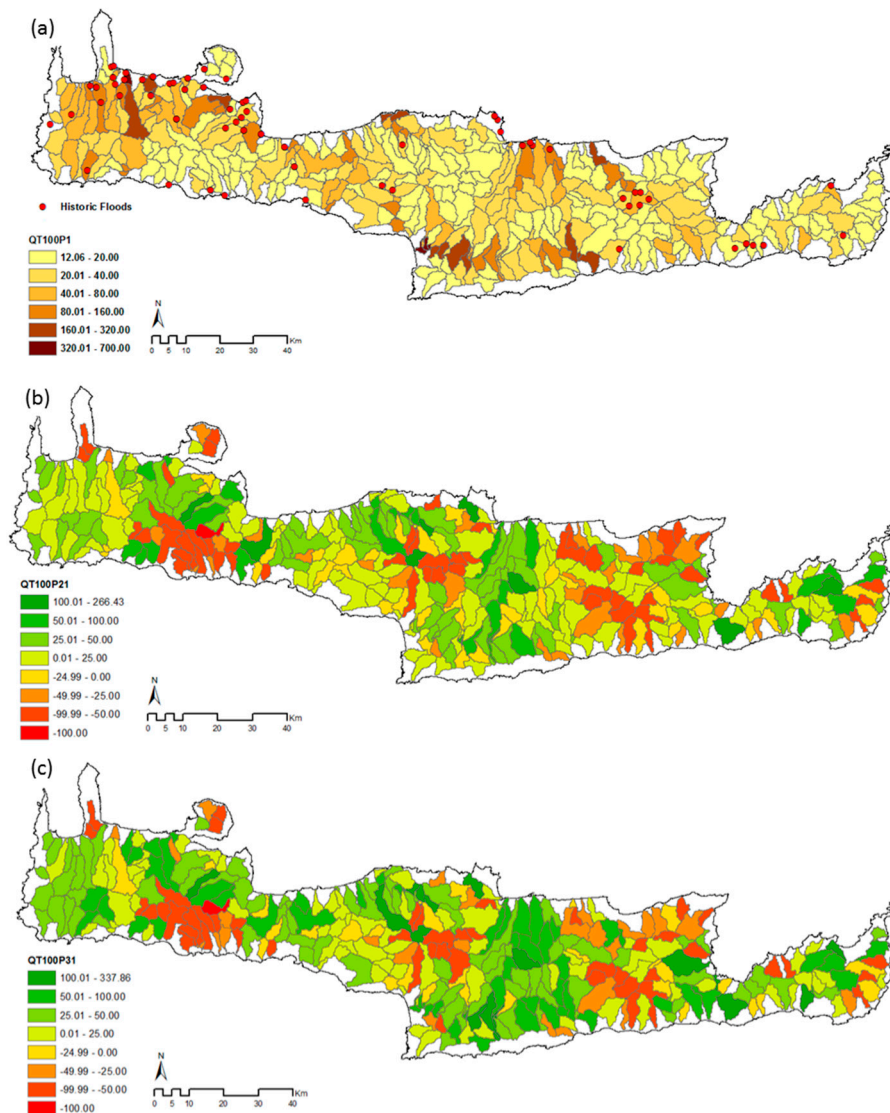 (a)
Historic Floods
QT100P1
12.06 - 20.00
20.01 - 40.00
40.01 - 80.00
80.01 - 160.00
160.01 - 320.00
320.01 - 700.00
N
Km
0 5 10 20 30 40
(b)
QT100P21
100.01 - 266.43
50.01 - 100.00
25.01 - 50.00
0.01 - 25.00
-24.99 - 0.00
-49.99 - -25.00
-99.99 - -50.00
-100.00
N
Km
0 5 10 20 30 40
(c)
QT100P31
100.01 - 337.86
50.01 - 100.00
25.01 - 50.00
0.01 - 25.00
-24.99 - 0.00
-49.99 - -25.00
-99.99 - -50.00
-100.00
N
Km
0 5 10 20 30 40